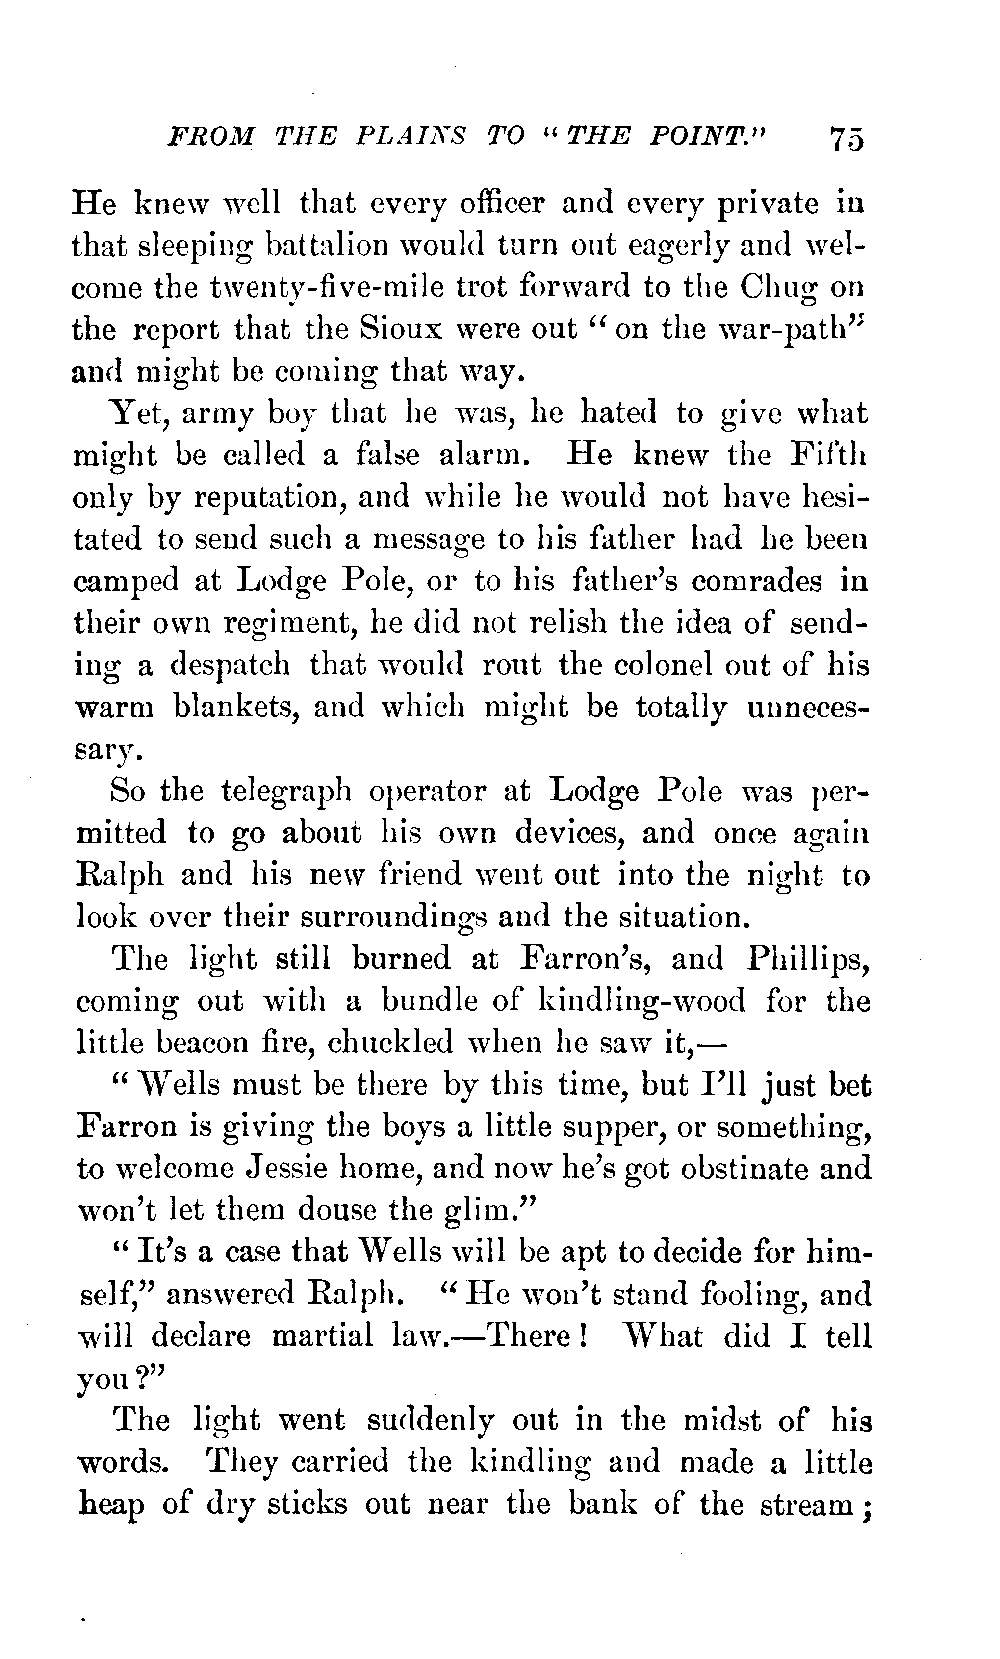 FROM THE PLAINS TO "THE POINT." 75
He knew well that every officer and every private in
that sleeping battalion would turn out eagerly and wel-
come the twenty-five-mile trot forward to the Chug on
the report that the Sioux were out "on the war-path"
and might be coming that way.
Yet, army boy that he was, he hated to give what
might be called a false alarm. He knew the Fifth
only by reputation, and while he would not have hesi-
tated to send such a message to his father had he been
camped at Lodge Pole, or to his father's comrades in
their own regiment, he did not relish the idea of send-
ing a despatch that would rout the colonel out of his
warm blankets, and which might be totally unneces-
sary.
So the telegraph operator at Lodge Pole was per-
mitted to go about his own devices, and once again
Ralph and his new friend went out into the night to
look over their surroundings and the situation.
The light still burned at Farron's, and Phillips,
coming out with a bundle of kindling-wood for the
little beacon fire, chuckled when he saw it,—
"Wells must be there by this time, but I'll just bet
Farron is giving the boys a little supper, or something,
to welcome Jessie home, and now he's got obstinate and
won't let them douse the glim."
"It's a case that Wells will be apt to decide for him-
self," answered Ralph. "He won't stand fooling, and
will declare martial law.—There! What did I tell
you?"
The light went suddenly out in the midst of his
words. They carried the kindling and made a little
heap of dry sticks out near the bank of the stream;